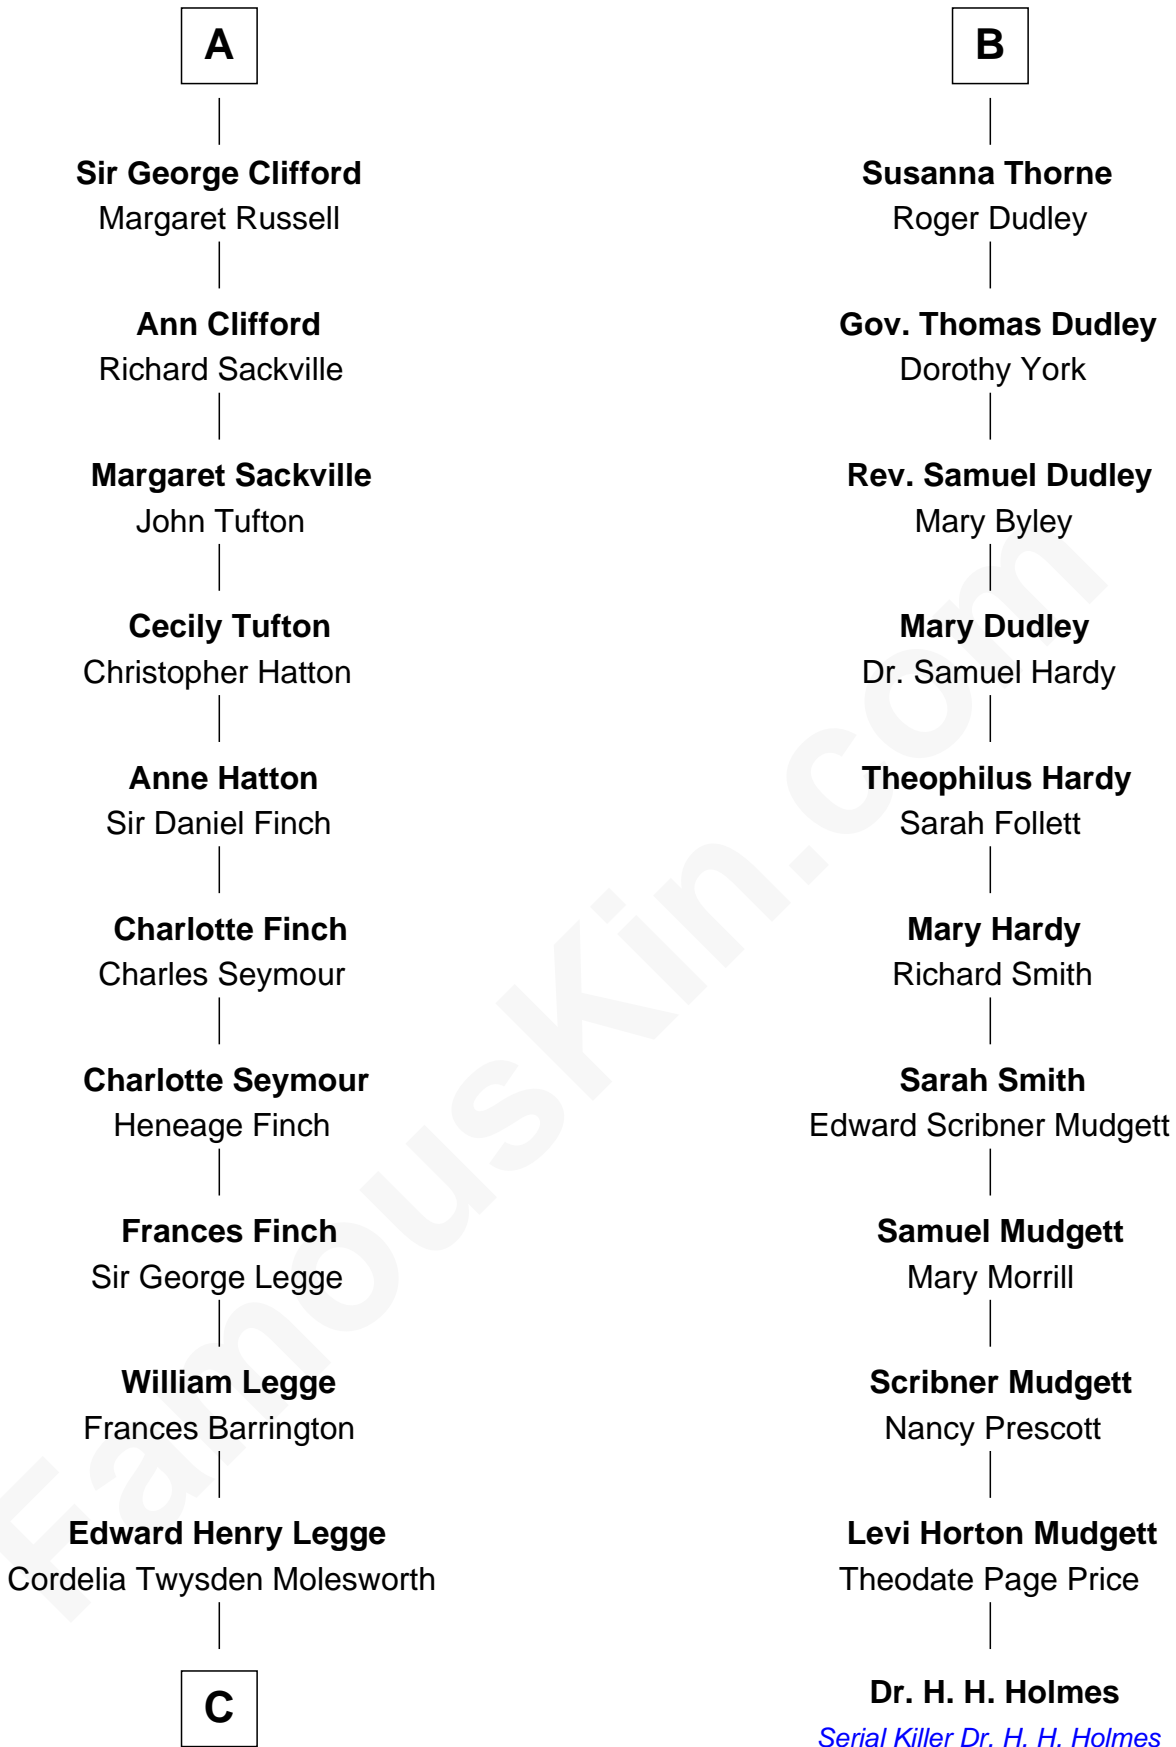 A
Sir George Clifford
Margaret Russell
Ann Clifford
Richard Sackville
Margaret Sackville
John Tufton
Cecily Tufton
Christopher Hatton
Anne Hatton
Sir Daniel Finch
Charlotte Finch
Charles Seymour
Charlotte Seymour
Heneage Finch
Frances Finch
Sir George Legge
William Legge
Frances Barrington
Edward Henry Legge
Cordelia Twysden Molesworth
C
B
Susanna Thorne
Roger Dudley
Gov. Thomas Dudley
Dorothy York
Rev. Samuel Dudley
Mary Byley
Mary Dudley
Dr. Samuel Hardy
Theophilus Hardy
Sarah Follett
Mary Hardy
Richard Smith
Sarah Smith
Edward Scribner Mudgett
Samuel Mudgett
Mary Morrill
Scribner Mudgett
Nancy Prescott
Levi Horton Mudgett
Theodate Page Price
Dr. H. H. Holmes
Serial Killer Dr. H. H. Holmes
FamousKin.com